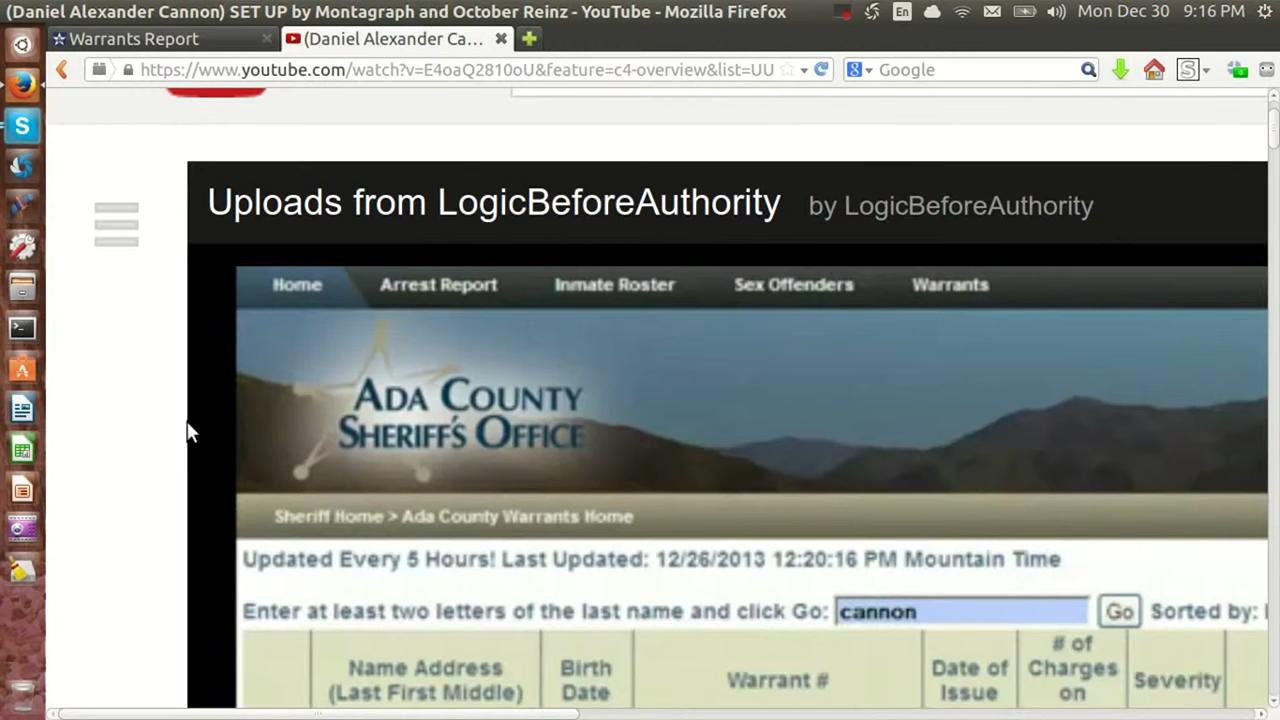 (Daniel Alexander Cannon) SET UP by Montagraph and October Reinz - YouTube - Mozilla Firefox
En
Mon Dec 30 9:16 PM
Warrants Report
(Daniel Alexander Ca...
https://www.youtube.com/watch?v=E4oaQ2810oU&feature=c4-overview&list=UU
Google
Uploads from LogicBeforeAuthority by LogicBeforeAuthority
Home Arrest Report Inmate Roster Sex Offenders Warrants
ADA COUNTY
SHERIFF'S OFFICE
Sheriff Home > Ada County Warrants Home
Updated Every 5 Hours! Last Updated: 12/26/2013 12:20:16 PM Mountain Time
Enter at least two letters of the last name and click Go: cannon Go Sorted by:
Name Address
(Last First Middle)
Birth
Date
Warrant #
Date of
Issue
# of
Charges
on
Severity